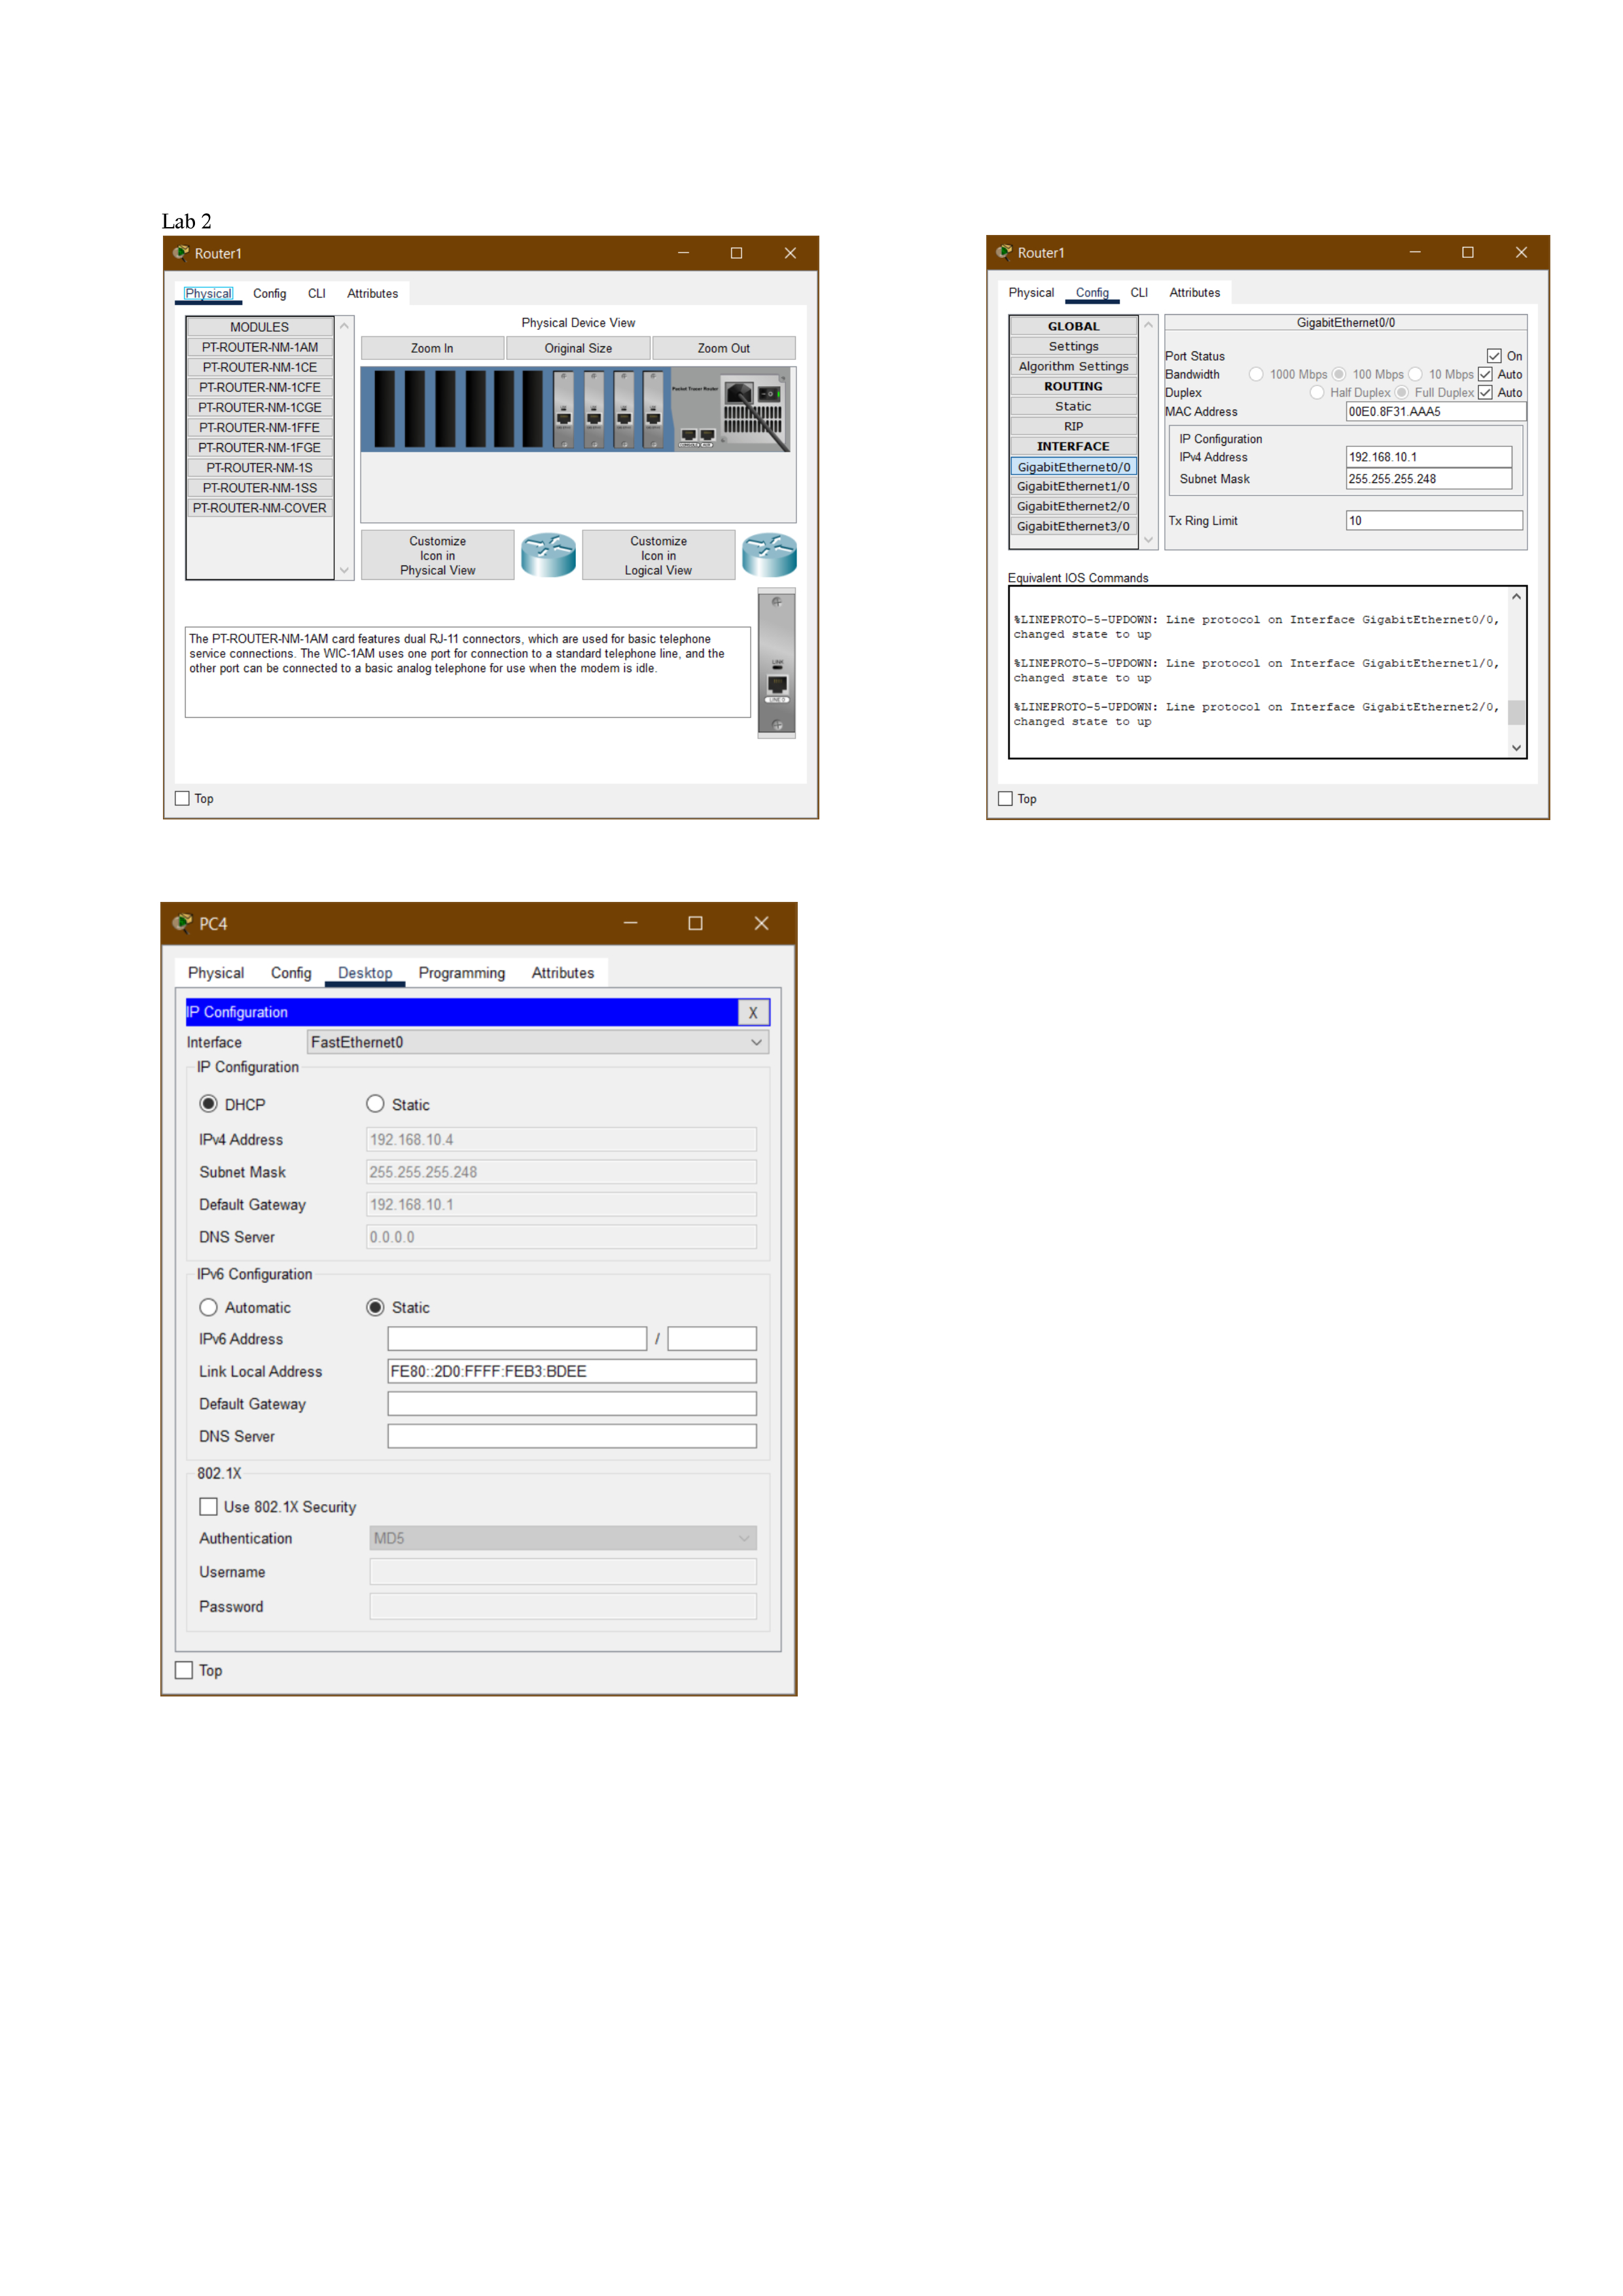 Lab 2
Router1
Physical Config CLI Attributes
MODULES
PT-ROUTER-NM-1AM
PT-ROUTER-NM-1CE
PT-ROUTER-NM-1CFE
PT-ROUTER-NM-1CGE
PT-ROUTER-NM-1FFE
PT-ROUTER-NM-1FGE
PT-ROUTER-NM-1S
PT-ROUTER-NM-1SS
PT-ROUTER-NM-COVER
Physical Device View
Zoom In Original Size Zoom Out
Packet Tracer Router
Customize
Icon in
Physical View
Customize
Icon in
Logical View
The PT-ROUTER-NM-1AM card features dual RJ-11 connectors, which are used for basic telephone
service connections. The WIC-1AM uses one port for connection to a standard telephone line, and the
other port can be connected to a basic analog telephone for use when the modem is idle.
LINK
LINE 0
Top
Router1
Physical Config CLI Attributes
GLOBAL
Settings
Algorithm Settings
ROUTING
Static
RIP
INTERFACE
GigabitEthernet0/0
GigabitEthernet1/0
GigabitEthernet2/0
GigabitEthernet3/0
GigabitEthernet0/0
Port Status On
Bandwidth 1000 Mbps 100 Mbps 10 Mbps Auto
Duplex Half Duplex Full Duplex Auto
MAC Address 00E0.8F31.AAA5
IP Configuration
IPv4 Address 192.168.10.1
Subnet Mask 255.255.255.248
Tx Ring Limit 10
Equivalent IOS Commands
%LINEPROTO-5-UPDOWN: Line protocol on Interface GigabitEthernet0/0,
changed state to up
%LINEPROTO-5-UPDOWN: Line protocol on Interface GigabitEthernet1/0,
changed state to up
%LINEPROTO-5-UPDOWN: Line protocol on Interface GigabitEthernet2/0,
changed state to up
Top
PC4
Physical Config Desktop Programming Attributes
IP Configuration X
Interface FastEthernet0
IP Configuration
DHCP Static
IPv4 Address 192.168.10.4
Subnet Mask 255.255.255.248
Default Gateway 192.168.10.1
DNS Server 0.0.0.0
IPv6 Configuration
Automatic Static
IPv6 Address /
Link Local Address FE80::2D0:FFFF:FEB3:BDEE
Default Gateway
DNS Server
802.1X
Use 802.1X Security
Authentication MD5
Username
Password
Top